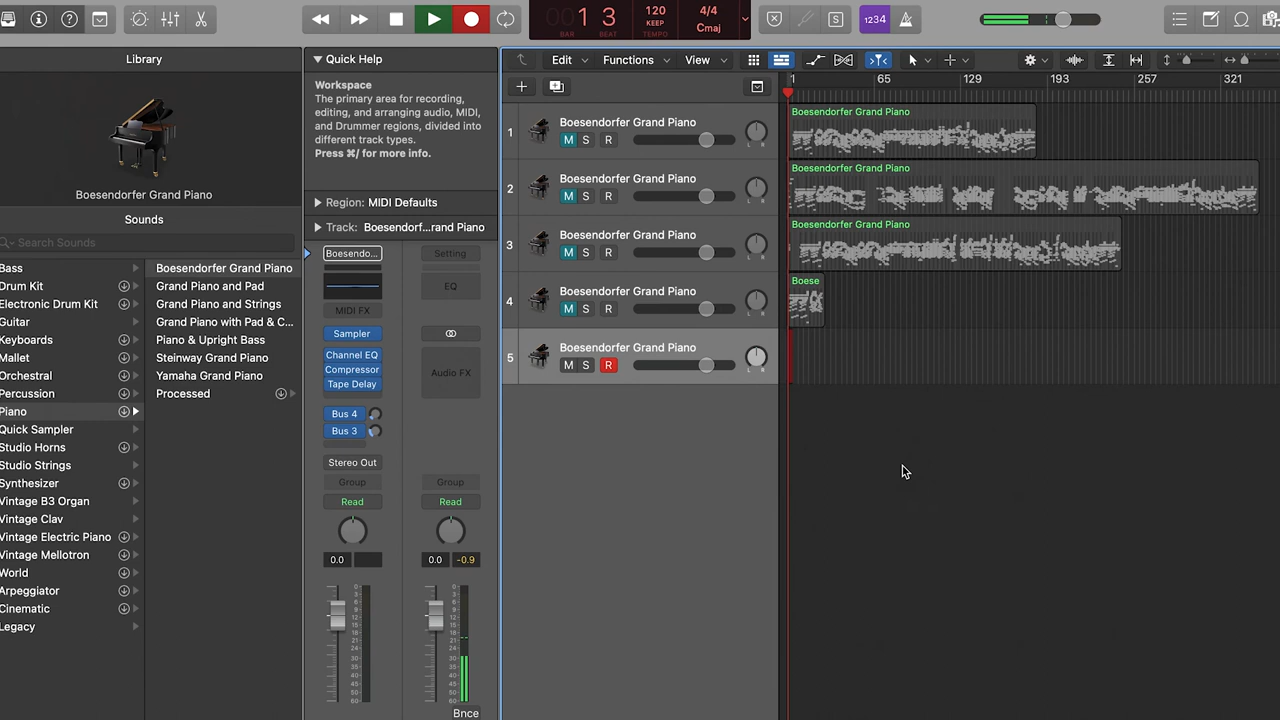 1 3
BAR BEAT
120
KEEP
TEMPO
4/4
Cmaj
S
1234
Library
Boesendorfer Grand Piano
Sounds
Search Sounds
Bass
Drum Kit
Electronic Drum Kit
Guitar
Keyboards
Mallet
Orchestral
Percussion
Piano
Quick Sampler
Studio Horns
Studio Strings
Synthesizer
Vintage B3 Organ
Vintage Clav
Vintage Electric Piano
Vintage Mellotron
World
Arpeggiator
Cinematic
Legacy
Boesendorfer Grand Piano
Grand Piano and Pad
Grand Piano and Strings
Grand Piano with Pad & C...
Piano & Upright Bass
Steinway Grand Piano
Yamaha Grand Piano
Processed
Quick Help
Workspace
The primary area for recording,
editing, and arranging audio, MIDI,
and Drummer regions, divided into
different track types.
Press ⌘/ for more info.
Region: MIDI Defaults
Track: Boesendorf...rand Piano
Boesendo...
MIDI FX
Sampler
Channel EQ
Compressor
Tape Delay
Bus 4
Bus 3
Stereo Out
Group
Read
0.0
Setting
EQ
Audio FX
Group
Read
0.0 -0.9
Bnce
Edit Functions View
1 65 129 193 257 321
1 Boesendorfer Grand Piano
M S R
2 Boesendorfer Grand Piano
M S R
3 Boesendorfer Grand Piano
M S R
4 Boesendorfer Grand Piano
M S R
5 Boesendorfer Grand Piano
M S R
Boesendorfer Grand Piano
Boesendorfer Grand Piano
Boesendorfer Grand Piano
Boese